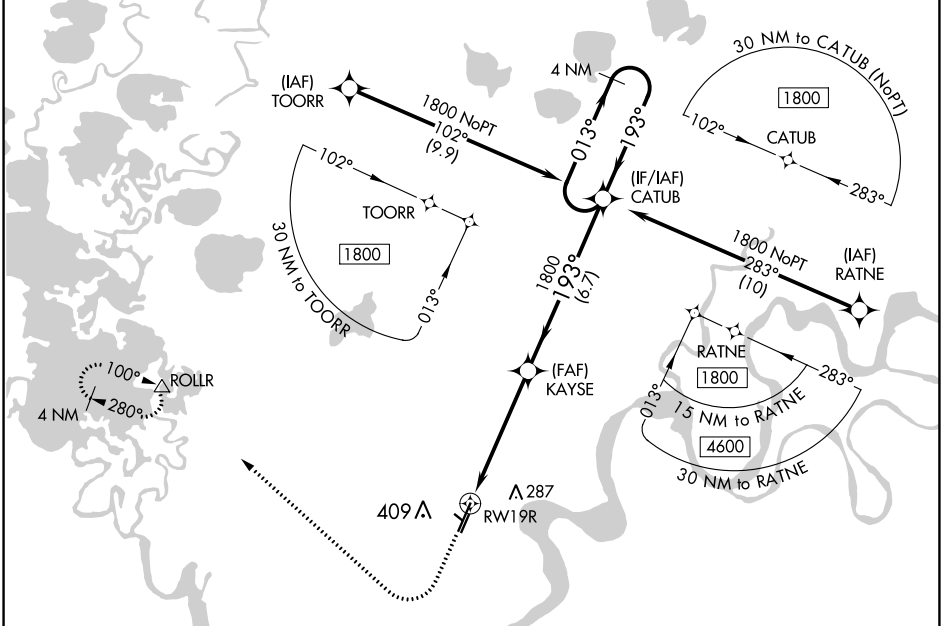 30 NM to CATUB (NoPT)
1800
102°
CATUB
283°
4 NM
013°
193°
(IAF)
TOORR
1800 NoPT
102°
(9.9)
(IF/IAF)
CATUB
102°
TOORR
1800
013°
30 NM to TOORR
1800 NoPT
283°
(10)
(IAF)
RATNE
1800
193°
(6.7)
(FAF)
KAYSE
RATNE
1800
283°
013°
15 NM to RATNE
4600
30 NM to RATNE
100°
ROLLR
4 NM
280°
409
287
RW19R